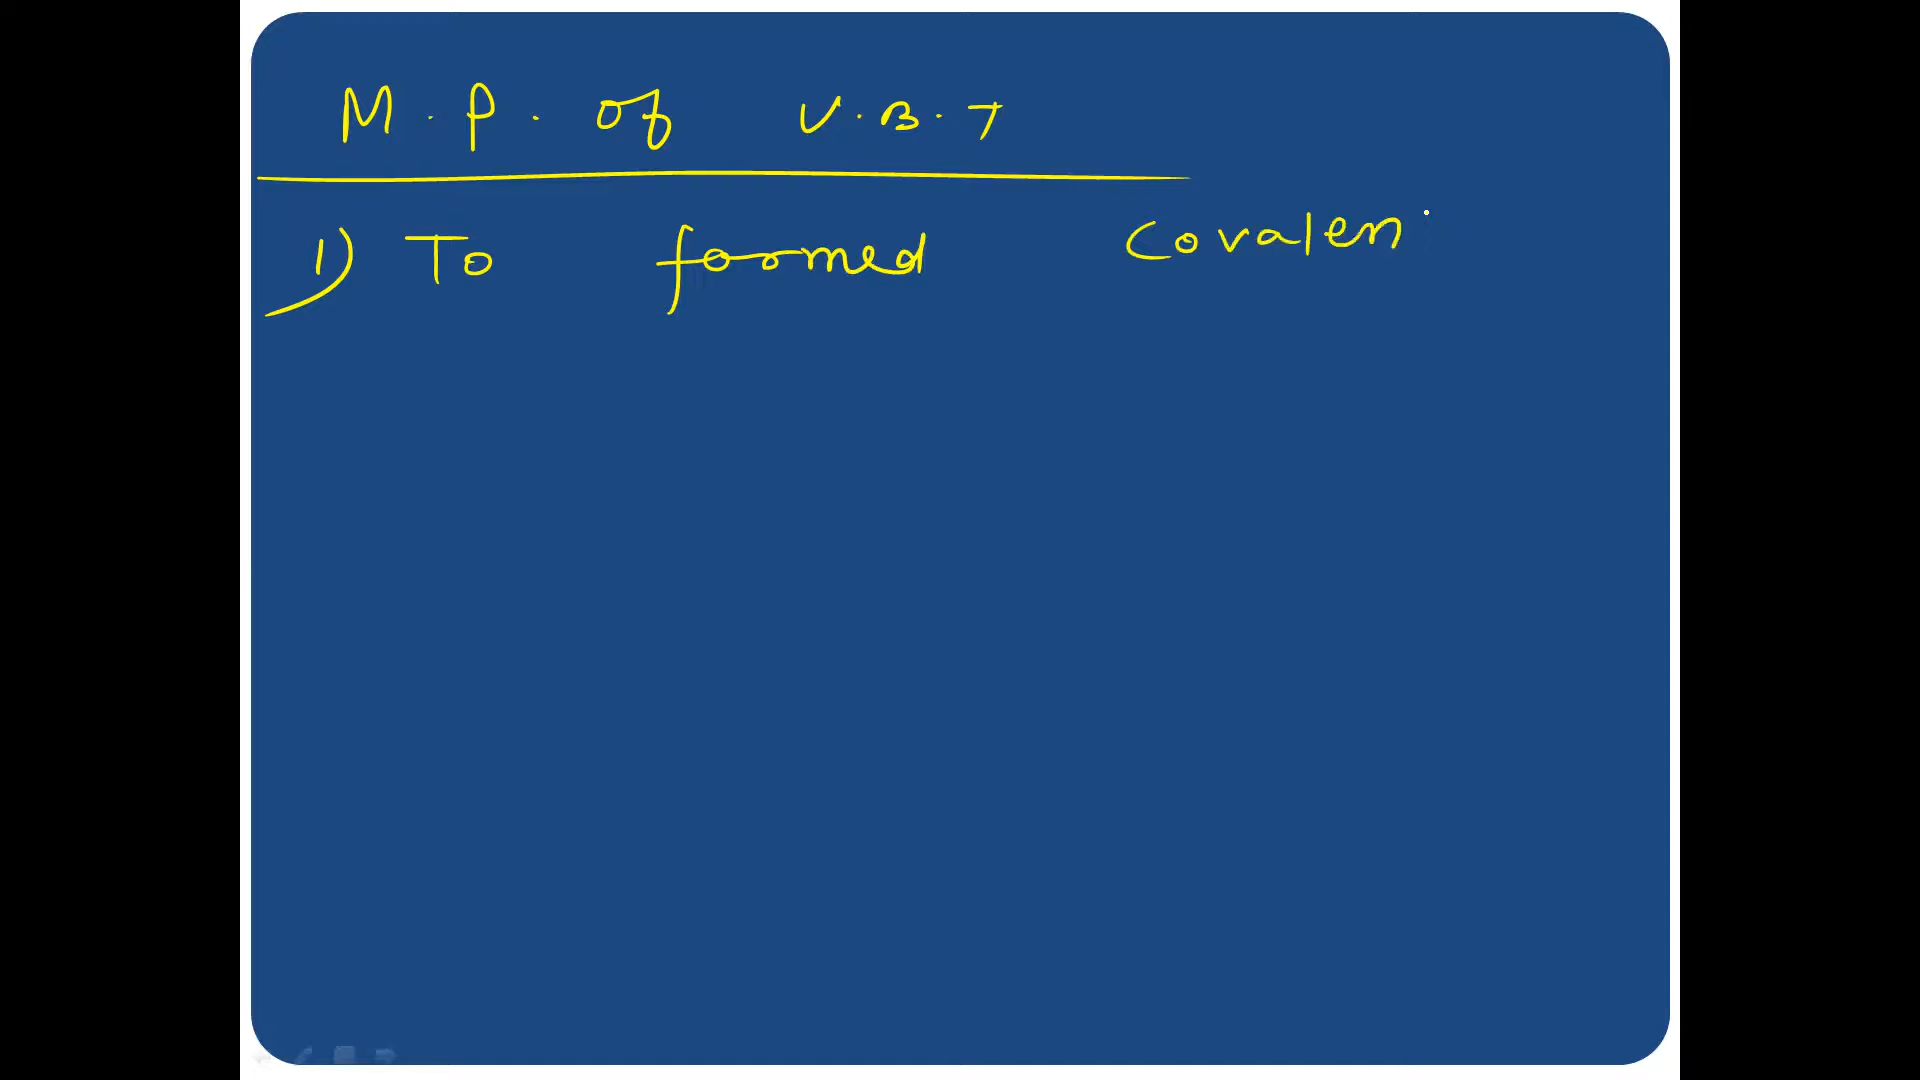 M.P. of V.B.T
1) To formed covalen